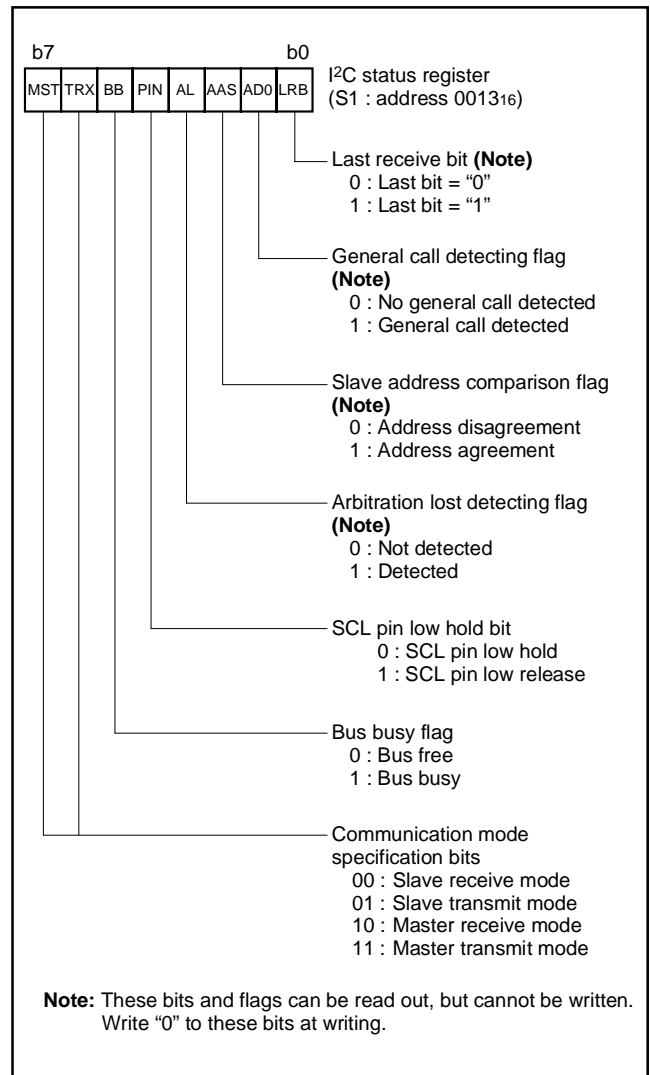 b7 b0
MST TRX BB PIN AL AAS AD0 LRB
I²C status register
(S1 : address 0013₁₆)
Last receive bit (Note)
0 : Last bit = “0”
1 : Last bit = “1”
General call detecting flag
(Note)
0 : No general call detected
1 : General call detected
Slave address comparison flag
(Note)
0 : Address disagreement
1 : Address agreement
Arbitration lost detecting flag
(Note)
0 : Not detected
1 : Detected
SCL pin low hold bit
0 : SCL pin low hold
1 : SCL pin low release
Bus busy flag
0 : Bus free
1 : Bus busy
Communication mode
specification bits
00 : Slave receive mode
01 : Slave transmit mode
10 : Master receive mode
11 : Master transmit mode
Note: These bits and flags can be read out, but cannot be written.
Write “0” to these bits at writing.